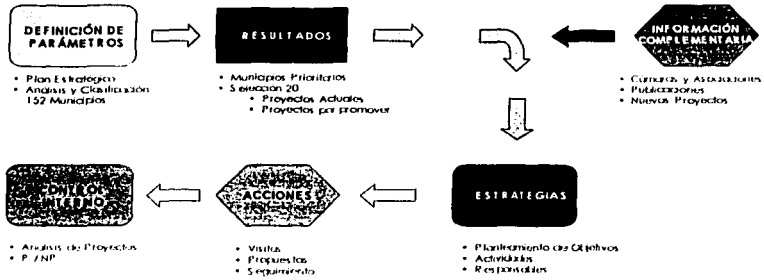 DEFINICIÓN DE
PARÁMETROS
• Plan Estratégico
• Análisis y Clasificación
152 Municipios
RESULTADOS
• Municipios Prioritarios
• Selección 20
• Proyectos Actuales
• Proyectos por promover
INFORMACIÓN
COMPLEMENTARIA
• Cámaras y Asociaciones
• Publicaciones
• Nuevos Proyectos
CONTROL
INTERNO
• Análisis de Proyectos
• P / NP
ACCIONES
• Visitas
• Propuestas
• Seguimiento
ESTRATEGIAS
• Planteamiento de Objetivos
• Actividades
• Responsables